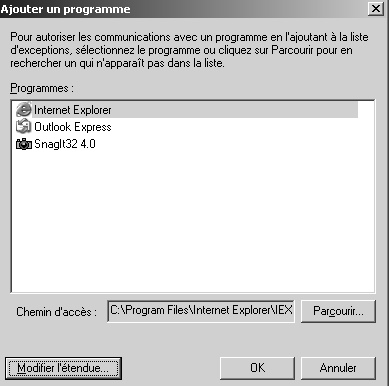 Ajouter un programme
Pour autoriser les communications avec un programme en l'ajoutant à la liste
d'exceptions, sélectionnez le programme ou cliquez sur Parcourir pour en
rechercher un qui n'apparaît pas dans la liste.
Programmes :
Internet Explorer
Outlook Express
SnagIt32 4.0
Chemin d'accès : C:\Program Files\Internet Explorer\IEX Parcourir...
Modifier l'étendue... OK Annuler